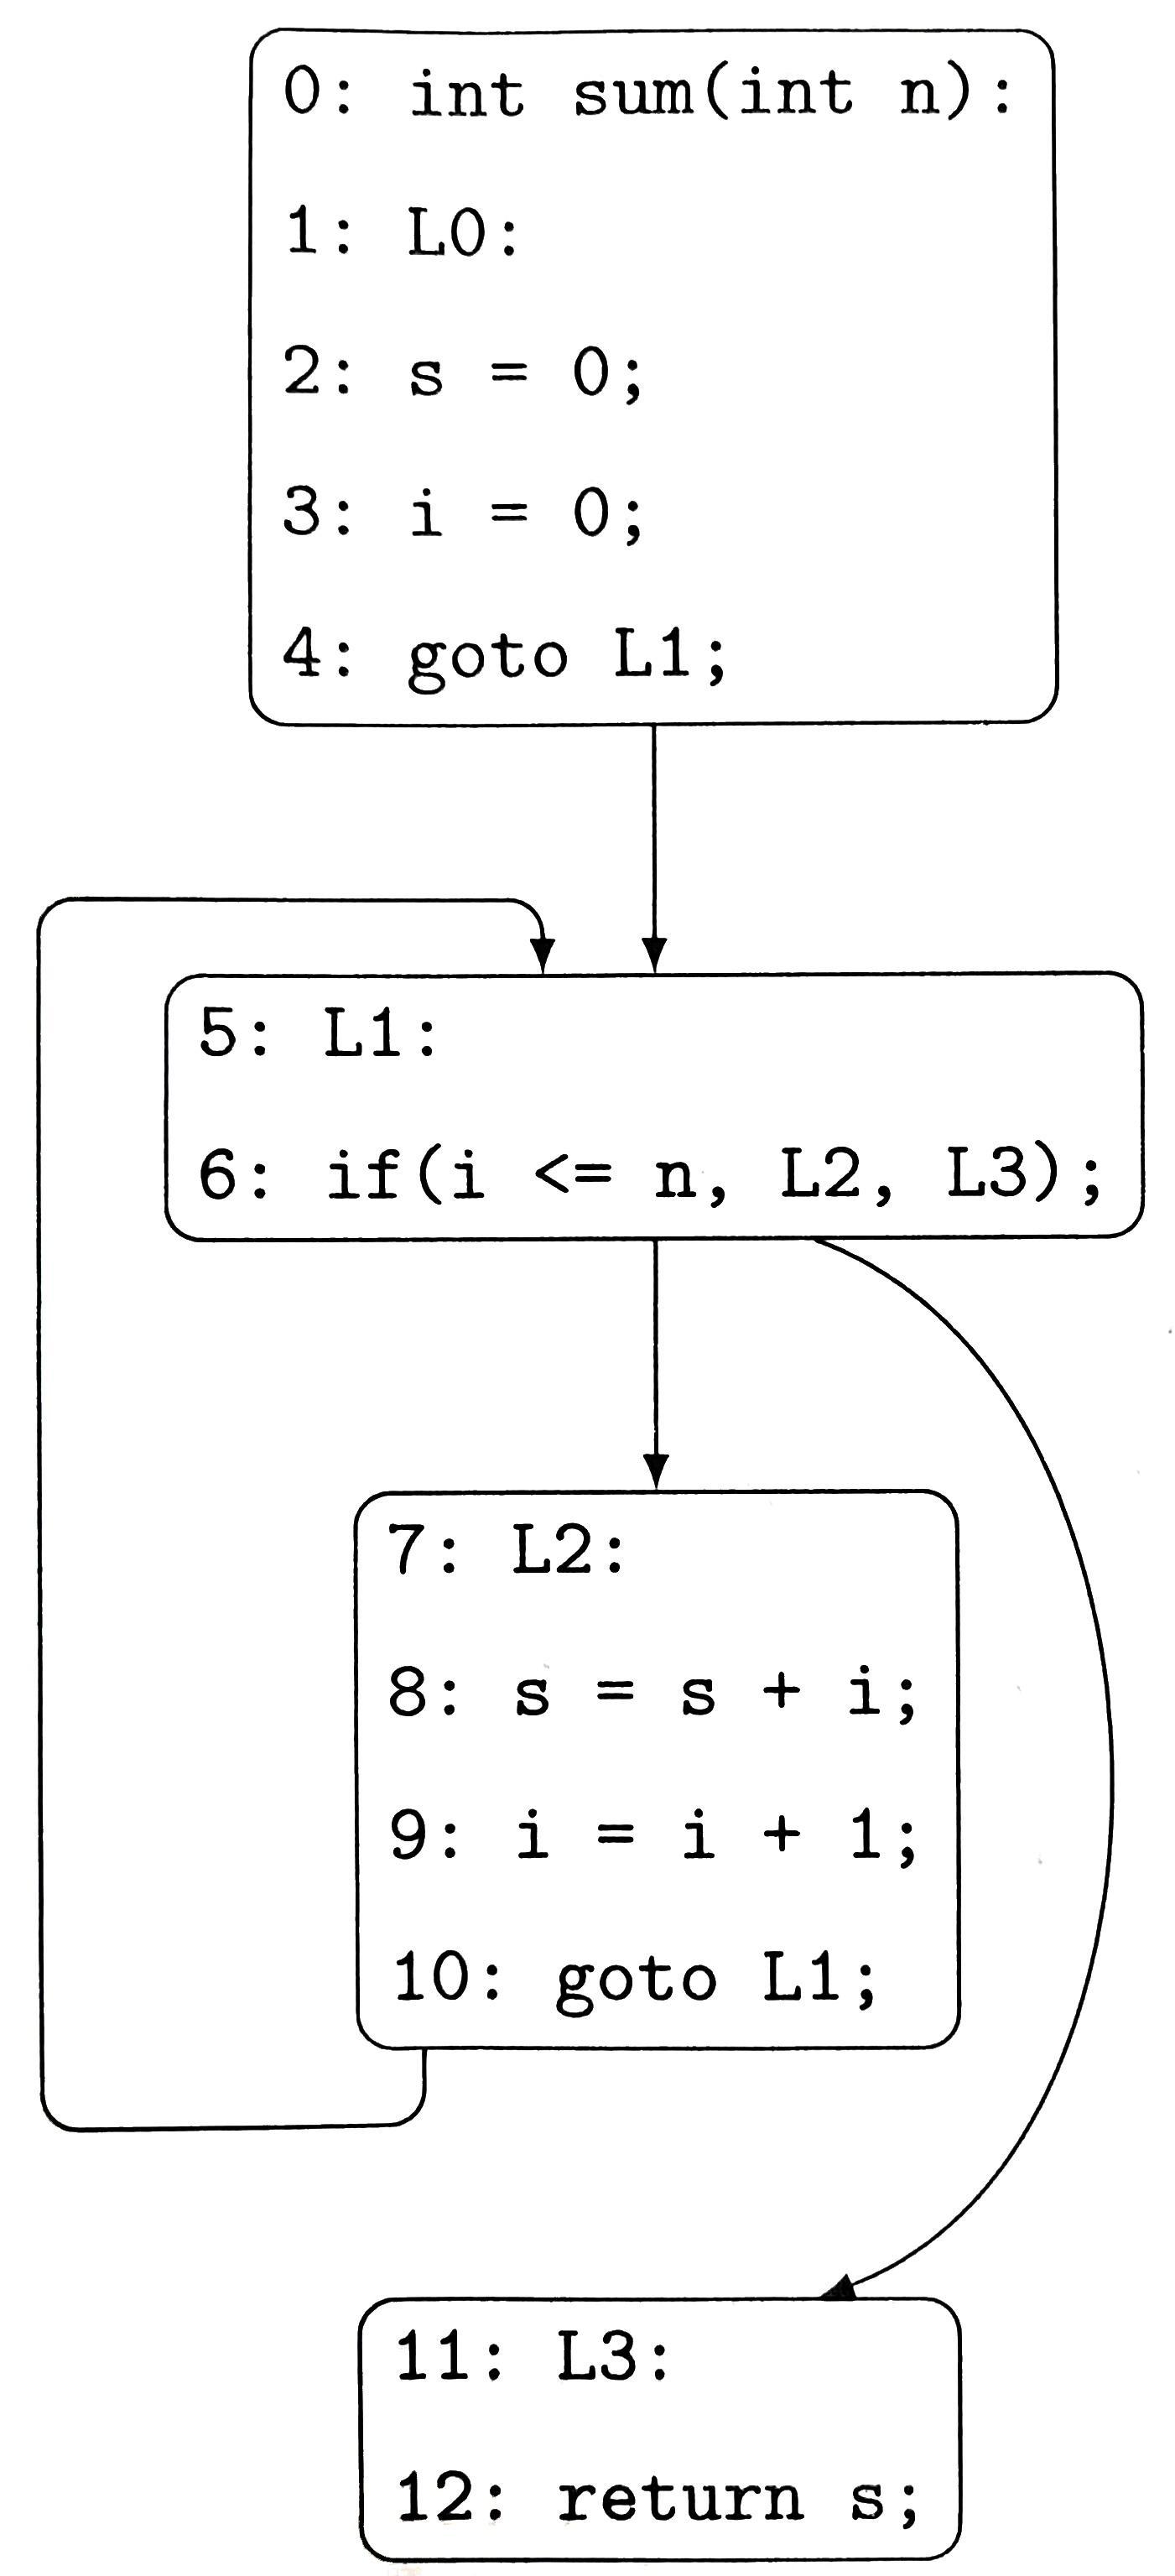 0: int sum(int n):
1: L0:
2: s = 0;
3: i = 0;
4: goto L1;
5: L1:
6: if(i <= n, L2, L3);
7: L2:
8: s = s + i;
9: i = i + 1;
10: goto L1;
11: L3:
12: return s;